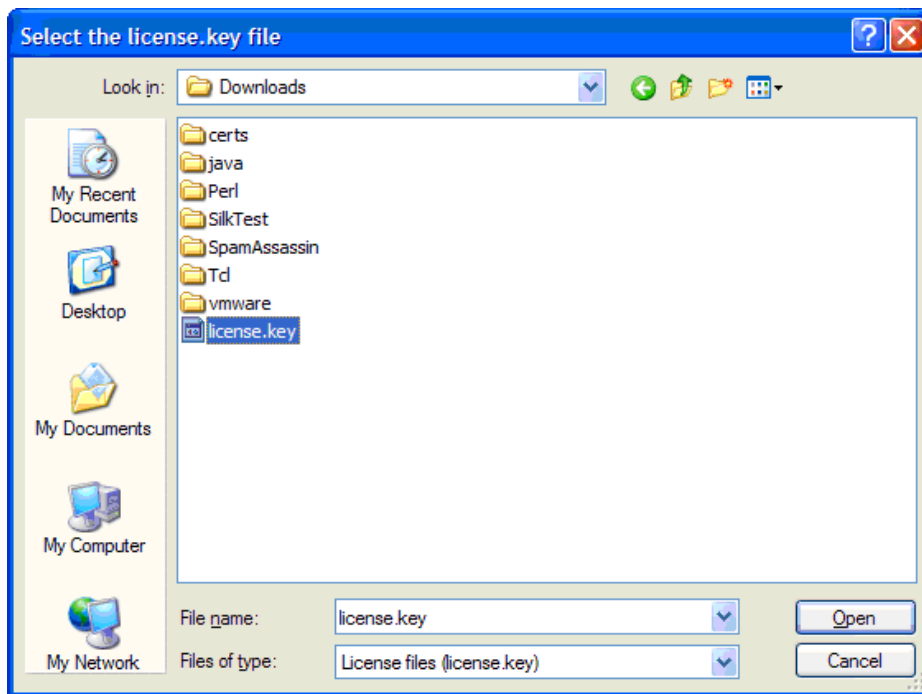 Select the license.key file
Look in: Downloads
certs
java
Perl
SilkTest
SpamAssassin
Tcl
vmware
license.key
My Recent
Documents
Desktop
My Documents
My Computer
My Network
File name: license.key Open
Files of type: License files (license.key) Cancel